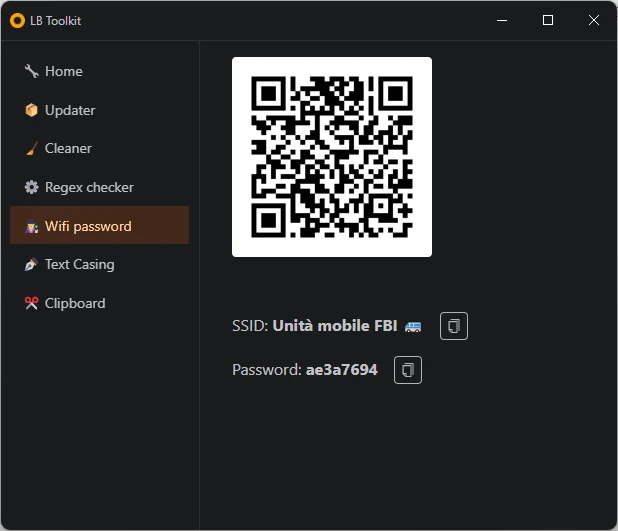 LB Toolkit
Home
Updater
Cleaner
Regex checker
Wifi password
Text Casing
Clipboard
SSID: Unità mobile FBI 🚐
Password: ae3a7694